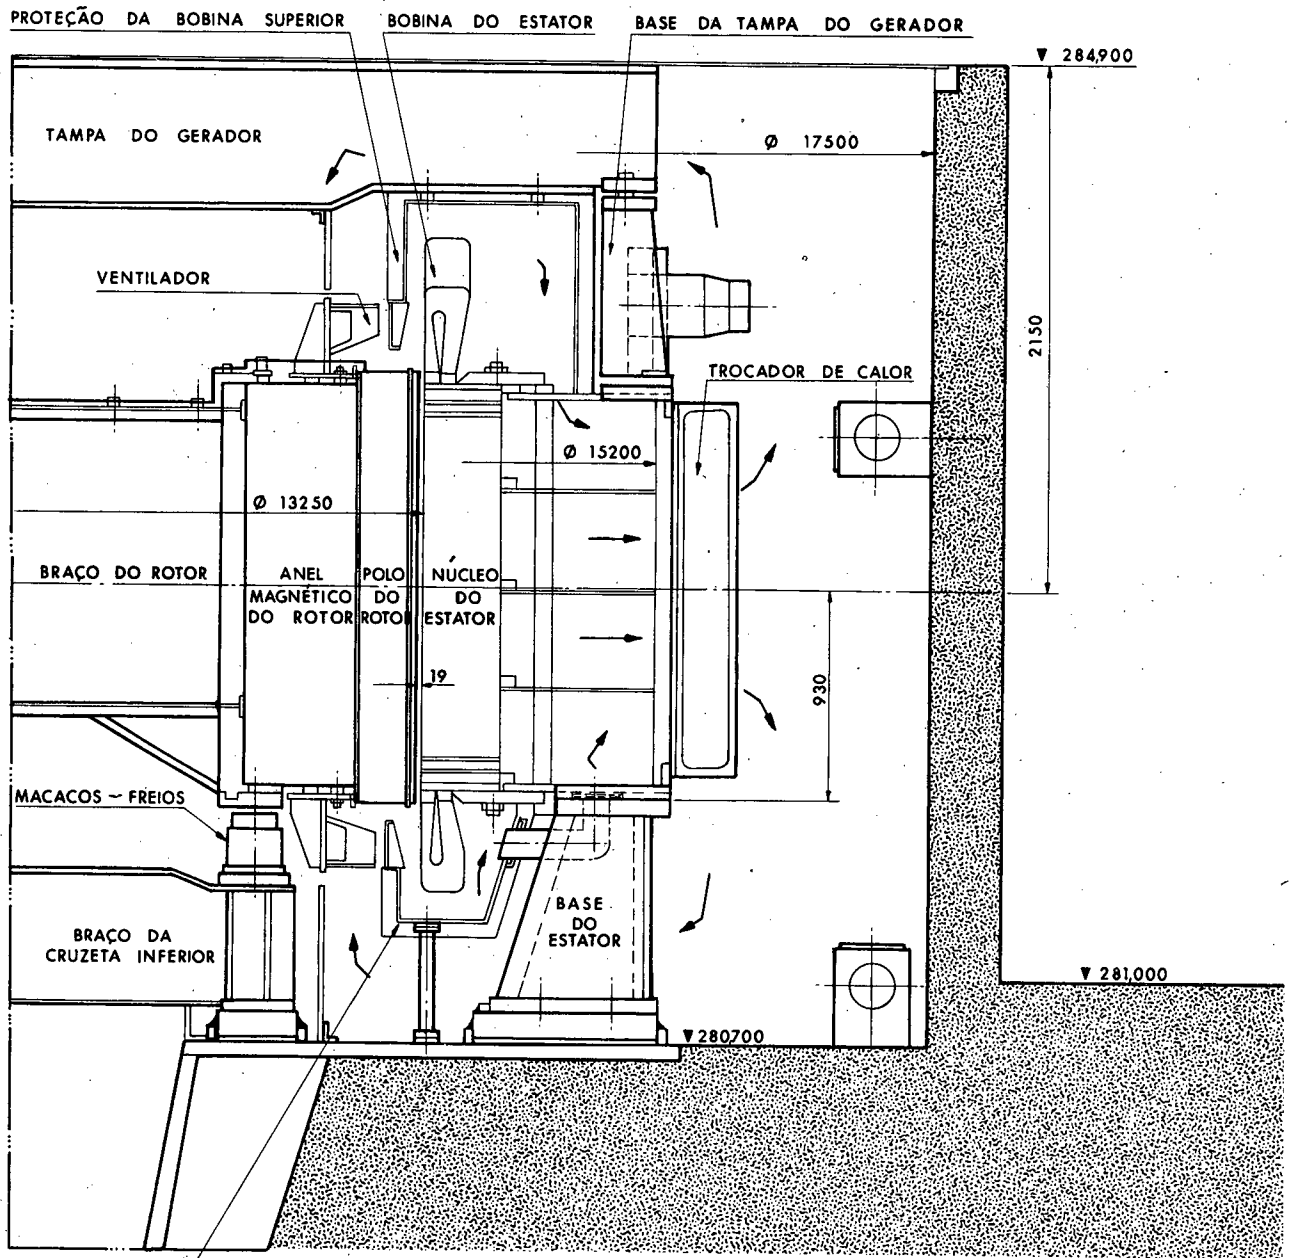 PROTEÇÃO DA BOBINA SUPERIOR
BOBINA DO ESTATOR
BASE DA TAMPA DO GERADOR
284,900
TAMPA DO GERADOR
Ø 17500
VENTILADOR
2150
TROCADOR DE CALOR
Ø 15200
Ø 13250
BRAÇO DO ROTOR
ANEL
MAGNÉTICO
DO ROTOR
POLO
DO
ROTOR
NÚCLEO
DO
ESTATOR
19
930
MACACOS ~ FREIOS
BRAÇO DA
CRUZETA INFERIOR
BASE
DO
ESTATOR
281,000
280,700